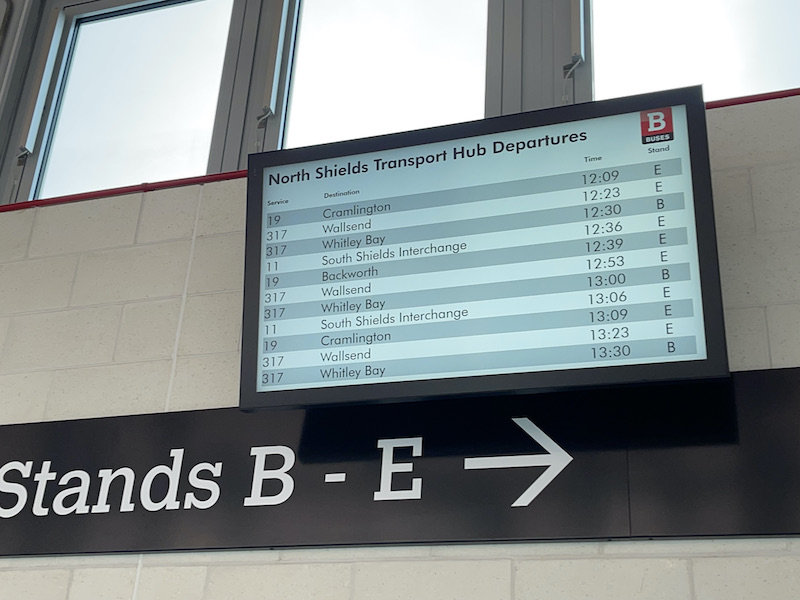 North Shields Transport Hub Departures
B
BUSES
Service Destination Time Stand
19 Cramlington 12:09 E
317 Wallsend 12:23 E
317 Whitley Bay 12:30 B
11 South Shields Interchange 12:36 E
19 Backworth 12:39 E
317 Wallsend 12:53 E
317 Whitley Bay 13:00 B
11 South Shields Interchange 13:06 E
19 Cramlington 13:09 E
317 Wallsend 13:23 E
317 Whitley Bay 13:30 B
Stands B - E →